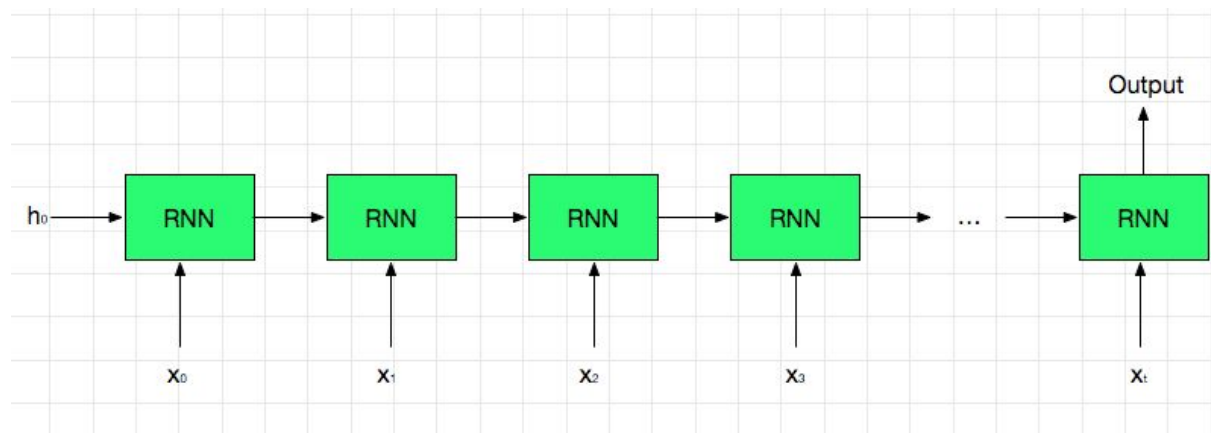 Output
h₀ RNN RNN RNN RNN ... RNN
x₀ x₁ x₂ x₃ xₜ